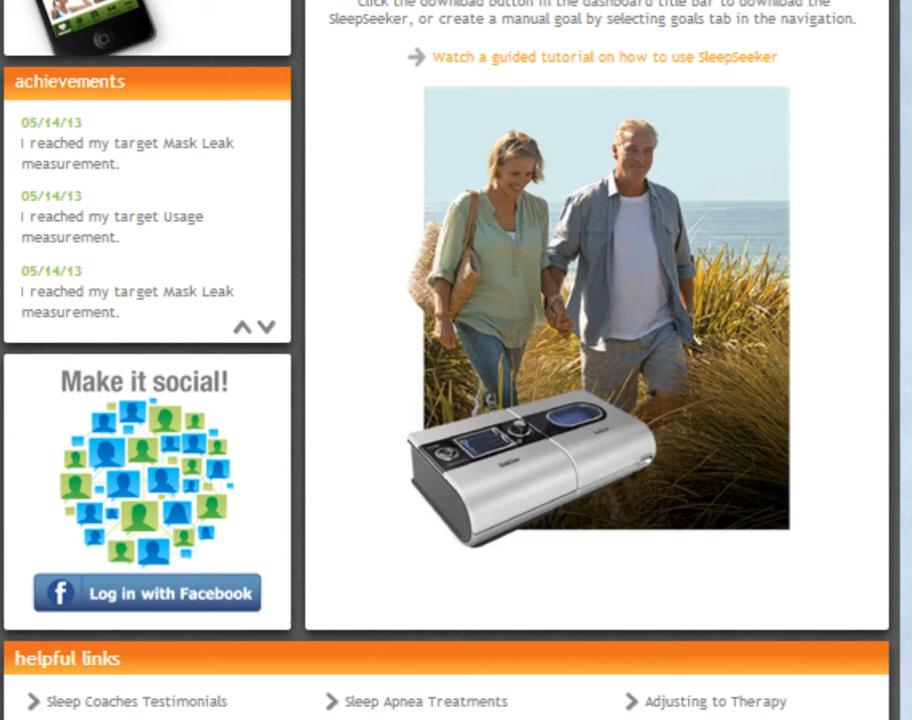 Click the download button in the dashboard title bar to download the
SleepSeeker, or create a manual goal by selecting goals tab in the navigation.
Watch a guided tutorial on how to use SleepSeeker
achievements
05/14/13
I reached my target Mask Leak
measurement.
05/14/13
I reached my target Usage
measurement.
05/14/13
I reached my target Mask Leak
measurement.
Make it social!
f Log in with Facebook
helpful links
Sleep Coaches Testimonials
Sleep Apnea Treatments
Adjusting to Therapy